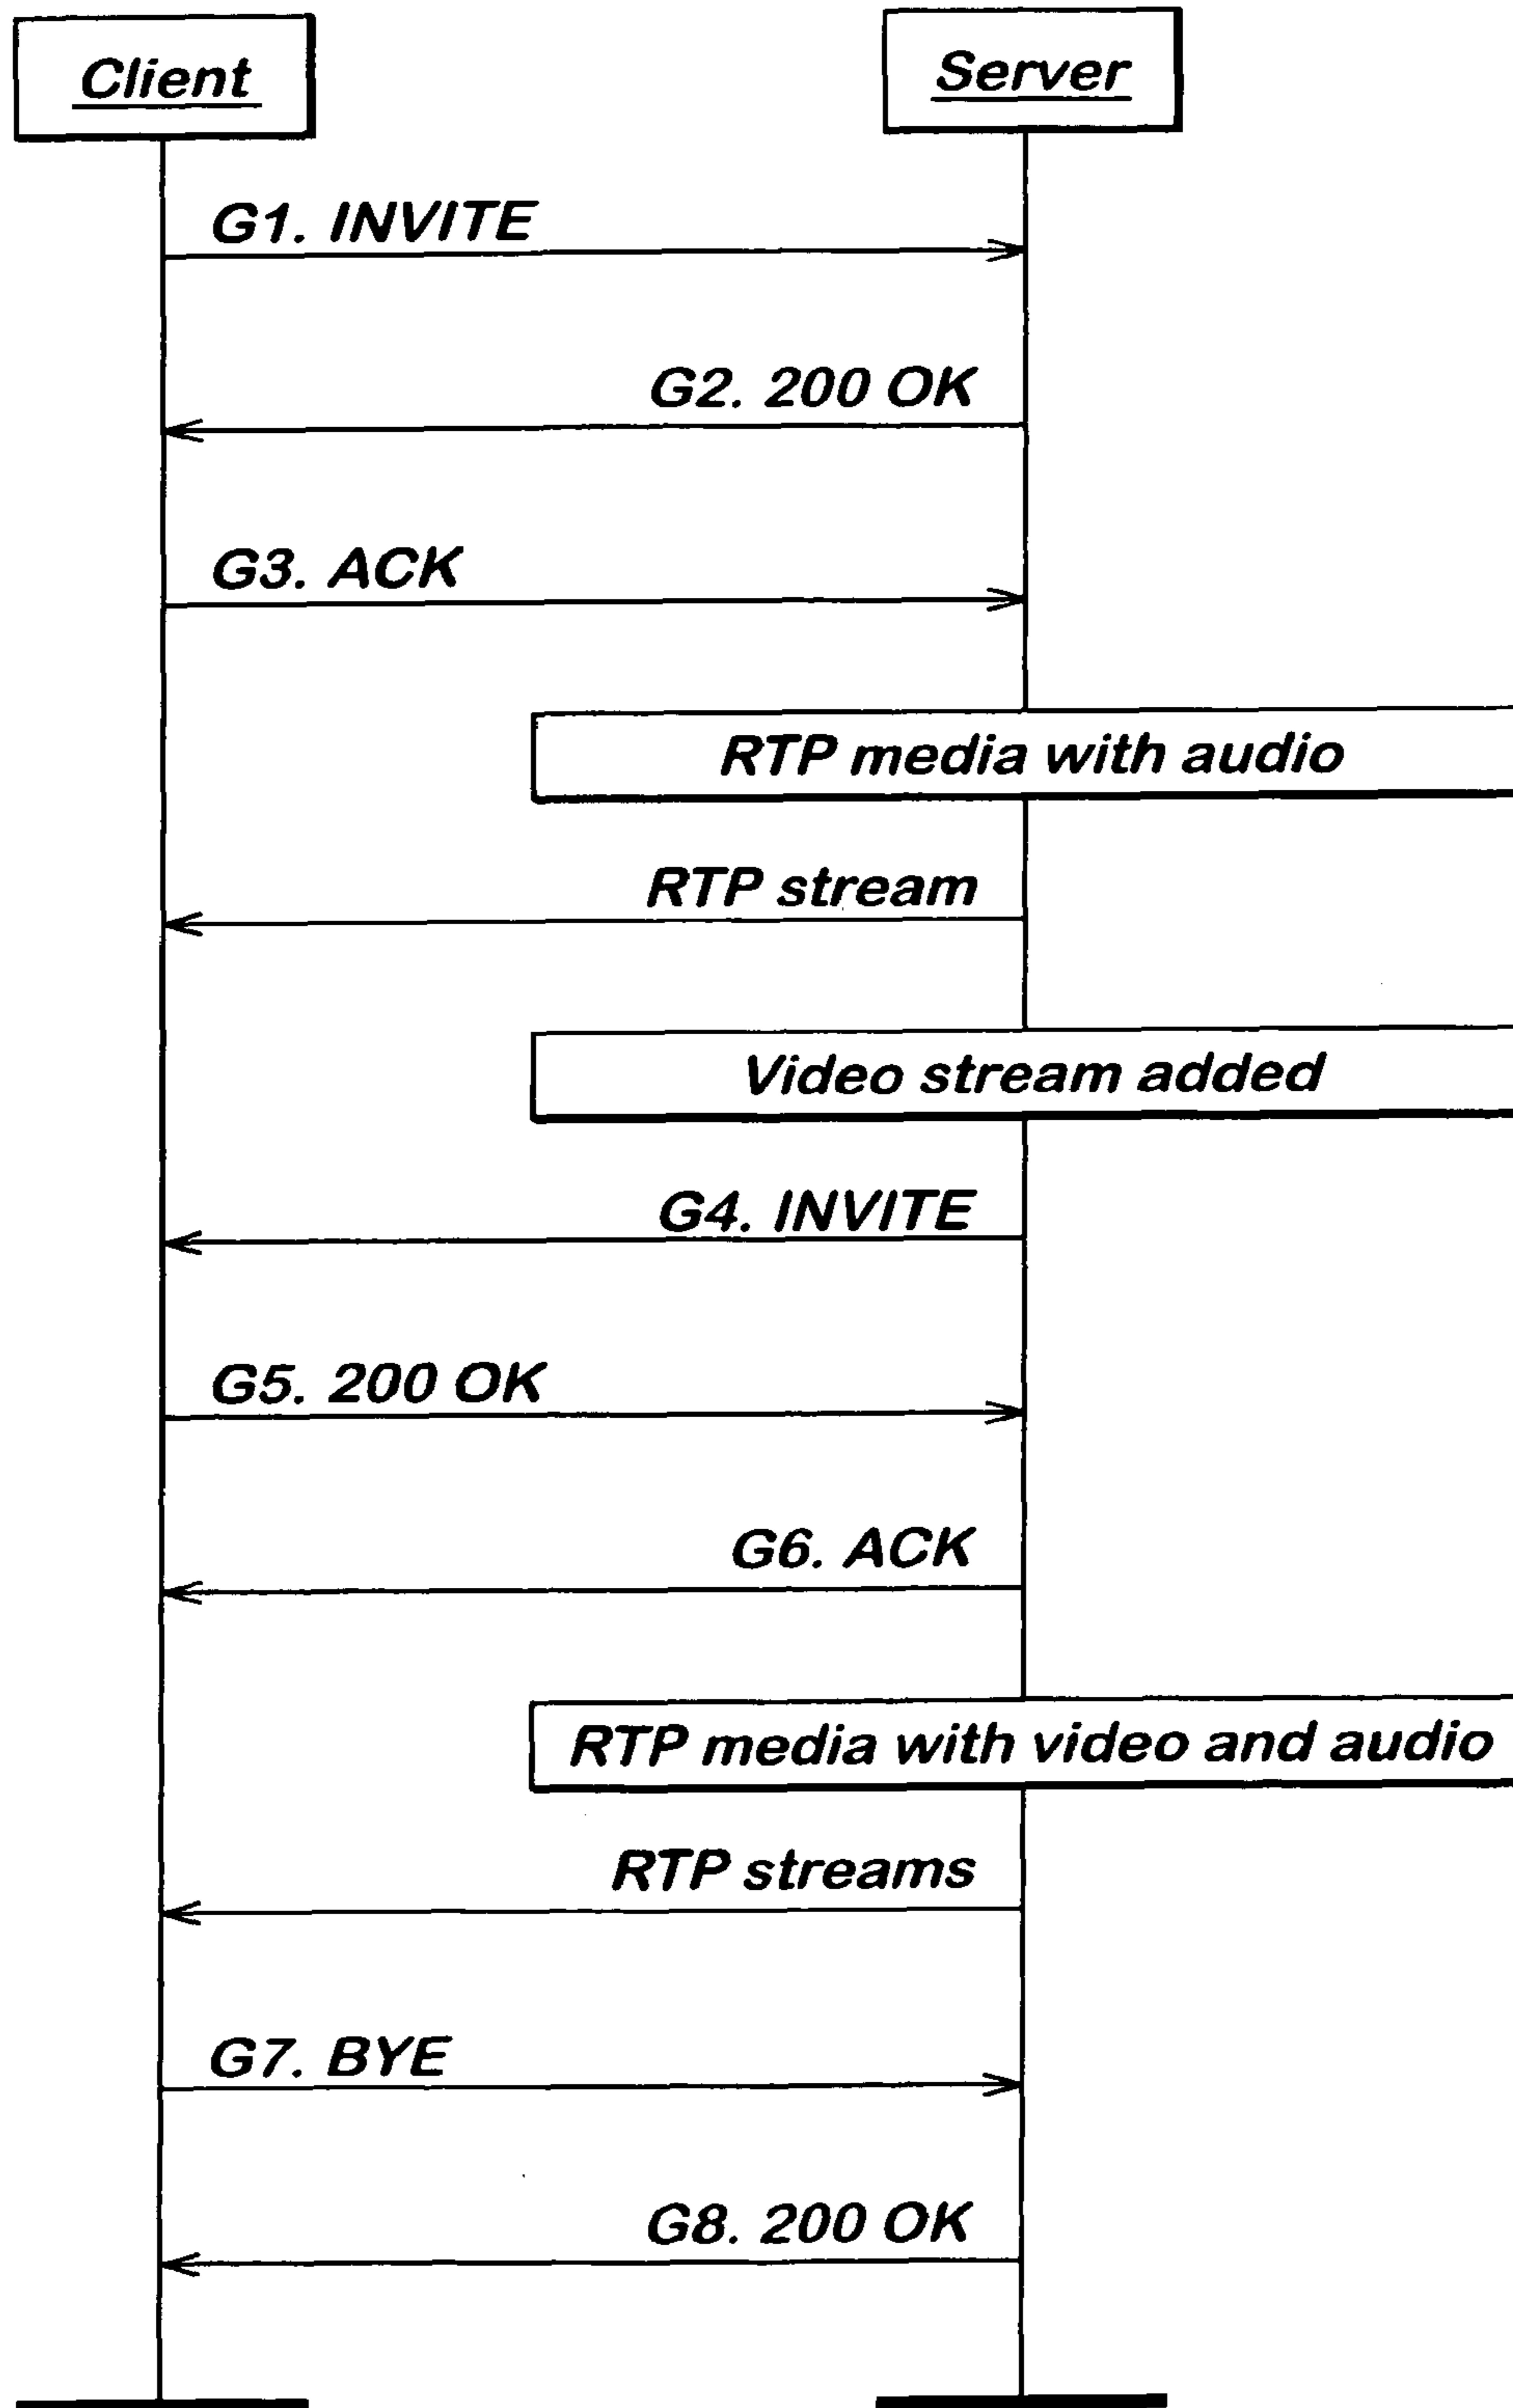 Client
Server
G1. INVITE
G2. 200 OK
G3. ACK
RTP media with audio
RTP stream
Video stream added
G4. INVITE
G5. 200 OK
G6. ACK
RTP media with video and audio
RTP streams
G7. BYE
G8. 200 OK